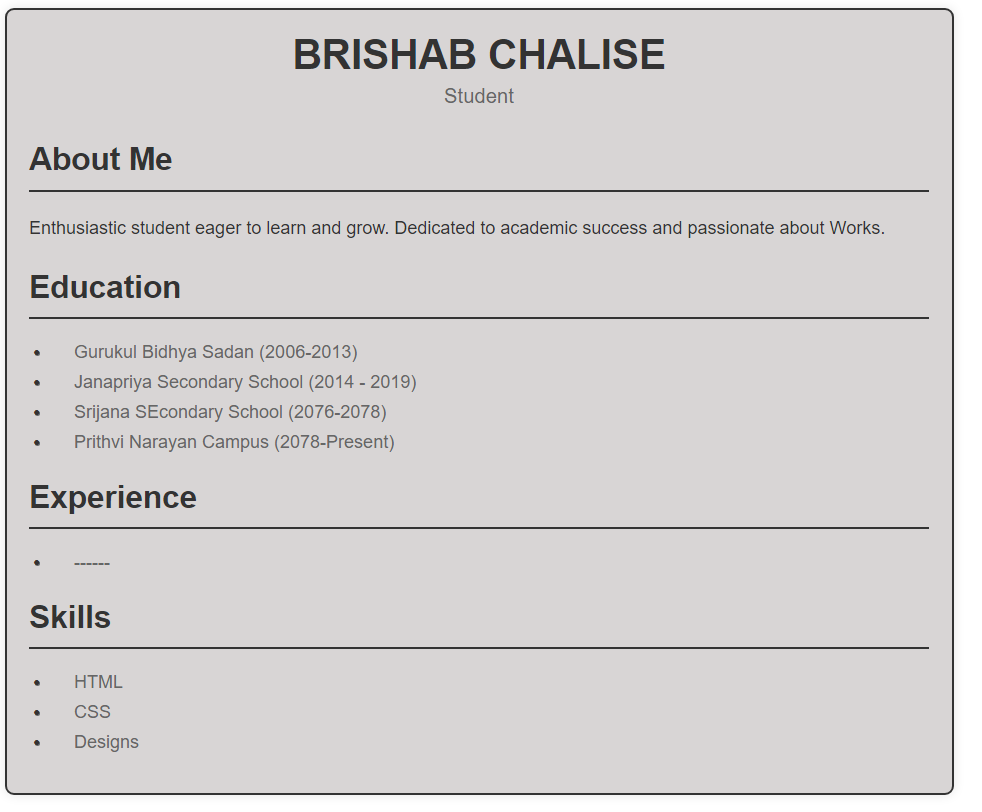 BRISHAB CHALISE
Student
About Me
Enthusiastic student eager to learn and grow. Dedicated to academic success and passionate about Works.
Education
• Gurukul Bidhya Sadan (2006-2013)
• Janapriya Secondary School (2014 - 2019)
• Srijana SEcondary School (2076-2078)
• Prithvi Narayan Campus (2078-Present)
Experience
• ------
Skills
• HTML
• CSS
• Designs